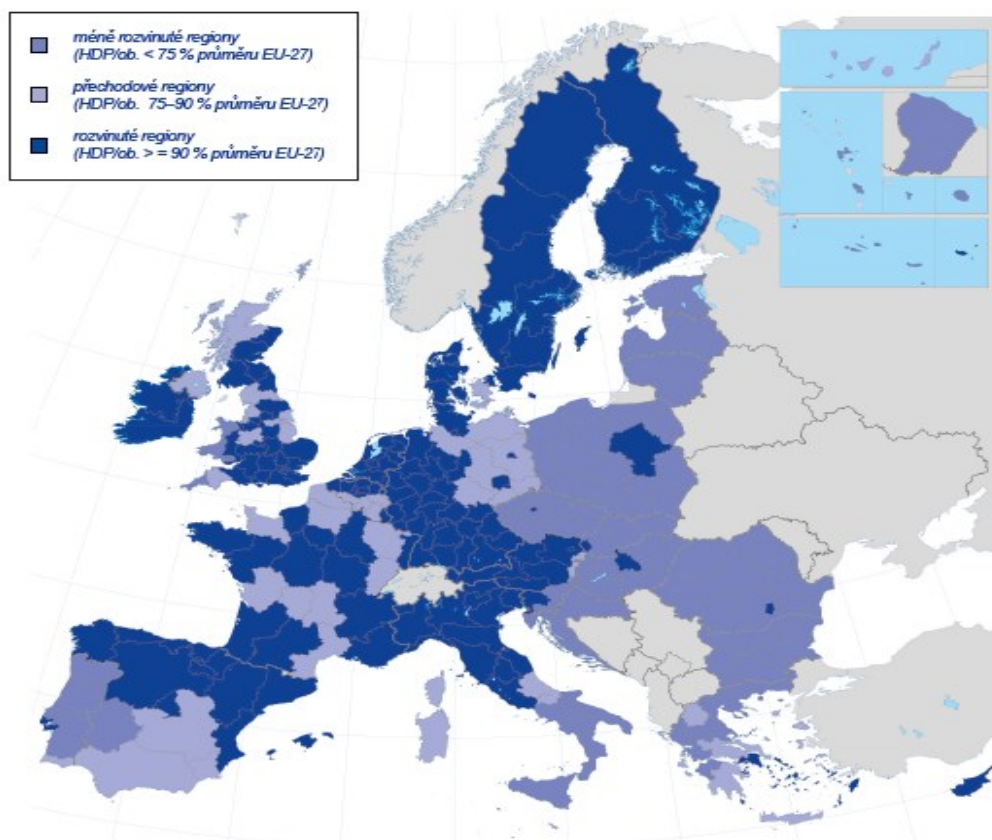 méně rozvinuté regiony
(HDP/ob. < 75 % průměru EU-27)
přechodové regiony
(HDP/ob. 75–90 % průměru EU-27)
rozvinuté regiony
(HDP/ob. > = 90 % průměru EU-27)